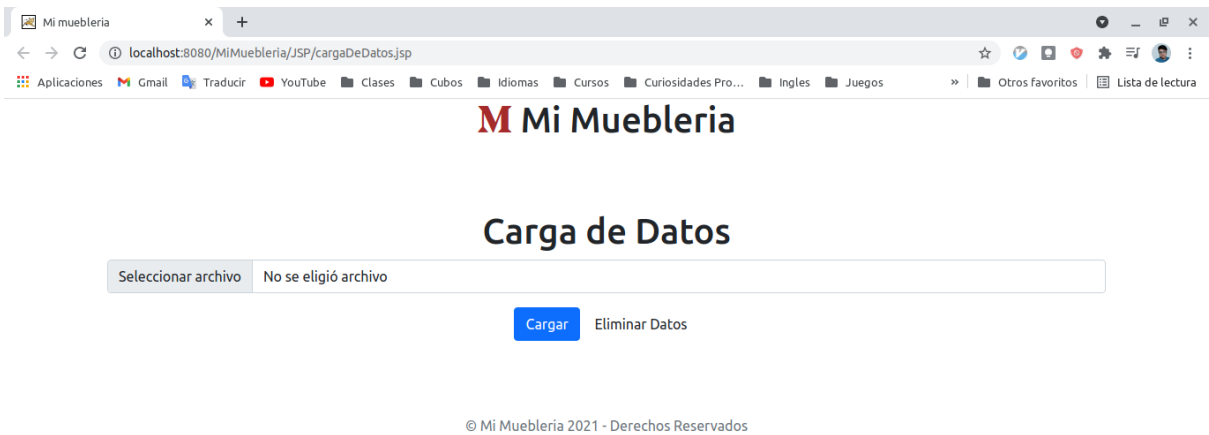 Mi muebleria
localhost:8080/MiMuebleria/JSP/cargaDeDatos.jsp
Aplicaciones Gmail Traducir YouTube Clases Cubos Idiomas Cursos Curiosidades Pro... Ingles Juegos » Otros favoritos Lista de lectura
M Mi Muebleria
Carga de Datos
Seleccionar archivo No se eligió archivo
Cargar Eliminar Datos
© Mi Muebleria 2021 - Derechos Reservados